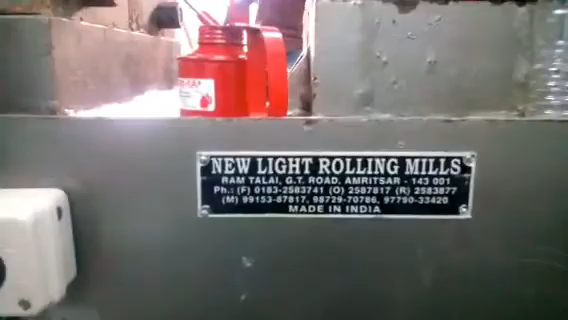 NEW LIGHT ROLLING MILLS
RAM TALAI, G.T. ROAD, AMRITSAR - 143 001
Ph.: (F) 0183-2583741 (O) 2587817 (R) 2583877
(M) 99153-87817, 98729-70786, 97790-33420
MADE IN INDIA